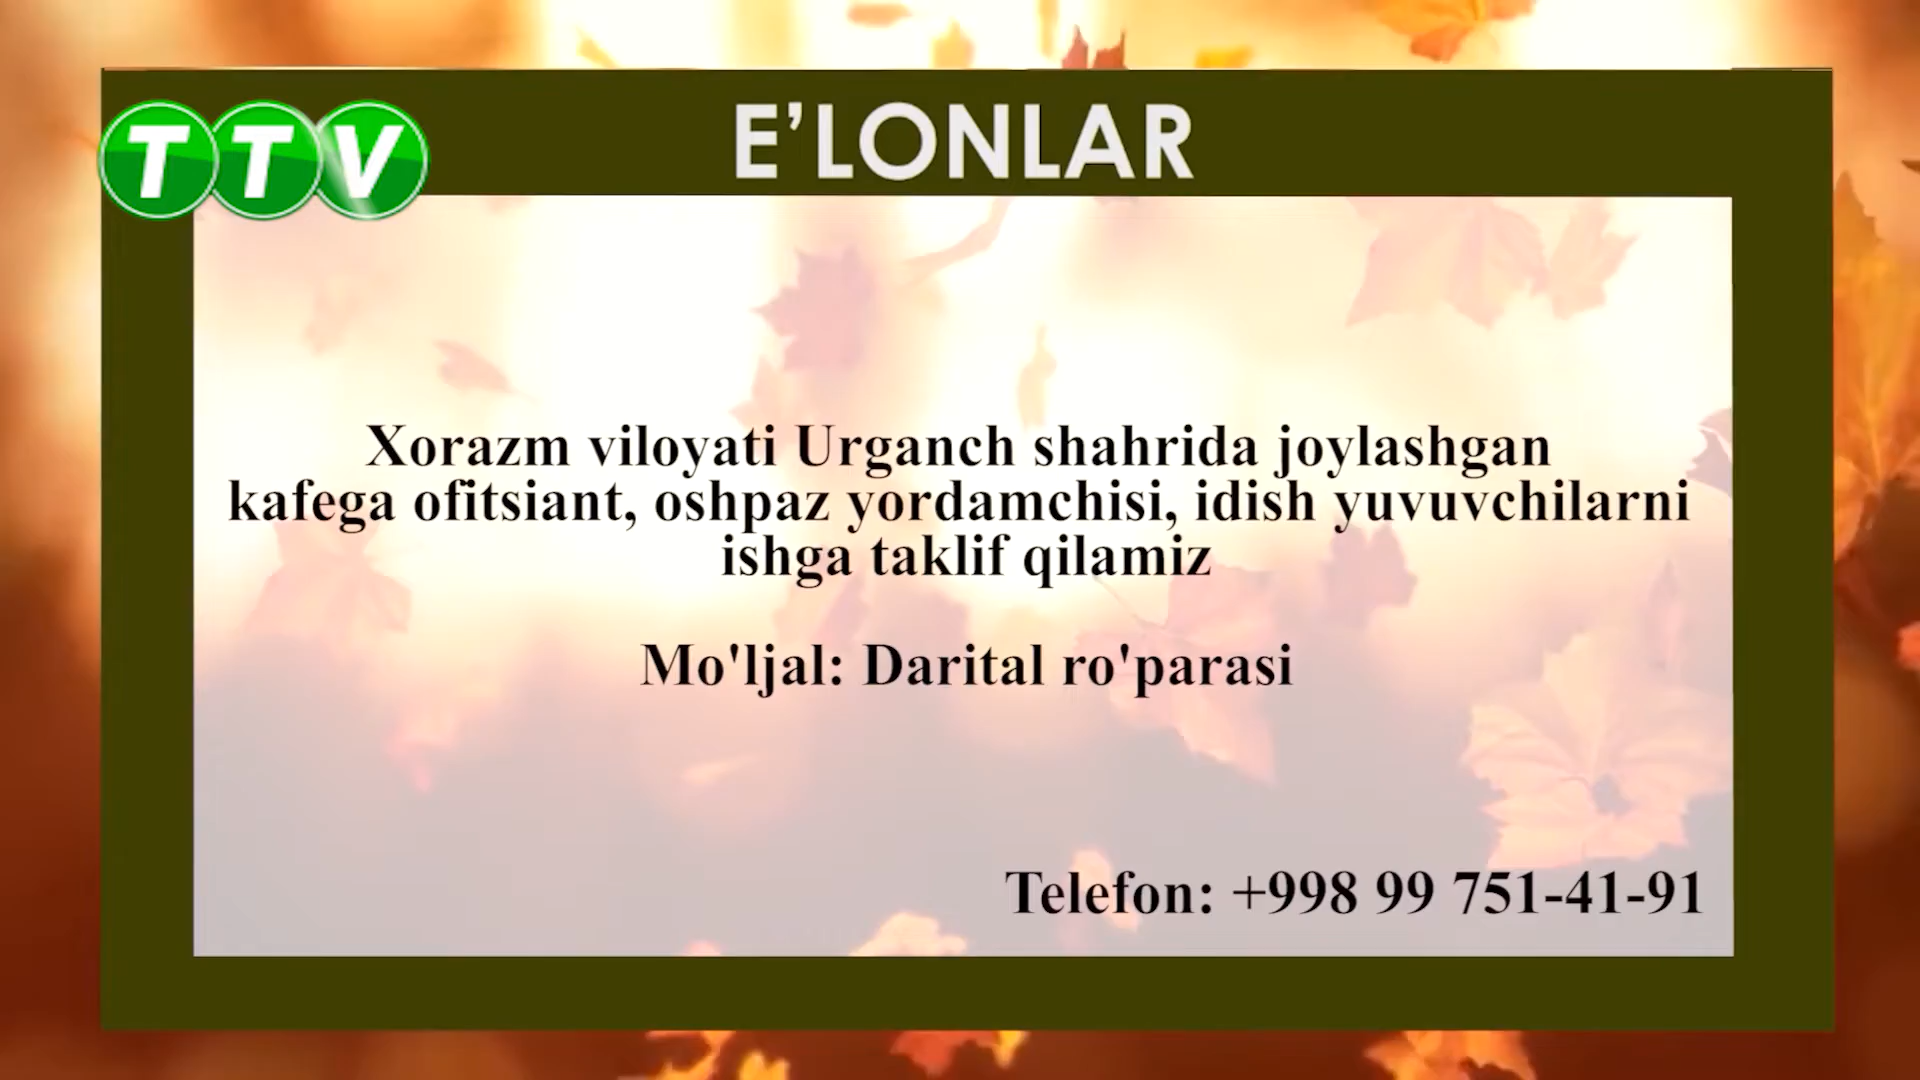 E’LONLAR
TTV
Xorazm viloyati Urganch shahrida joylashgan
kafega ofitsiant, oshpaz yordamchisi, idish yuvuvchilarni
ishga taklif qilamiz
Mo'ljal: Darital ro'parasi
Telefon: +998 99 751-41-91